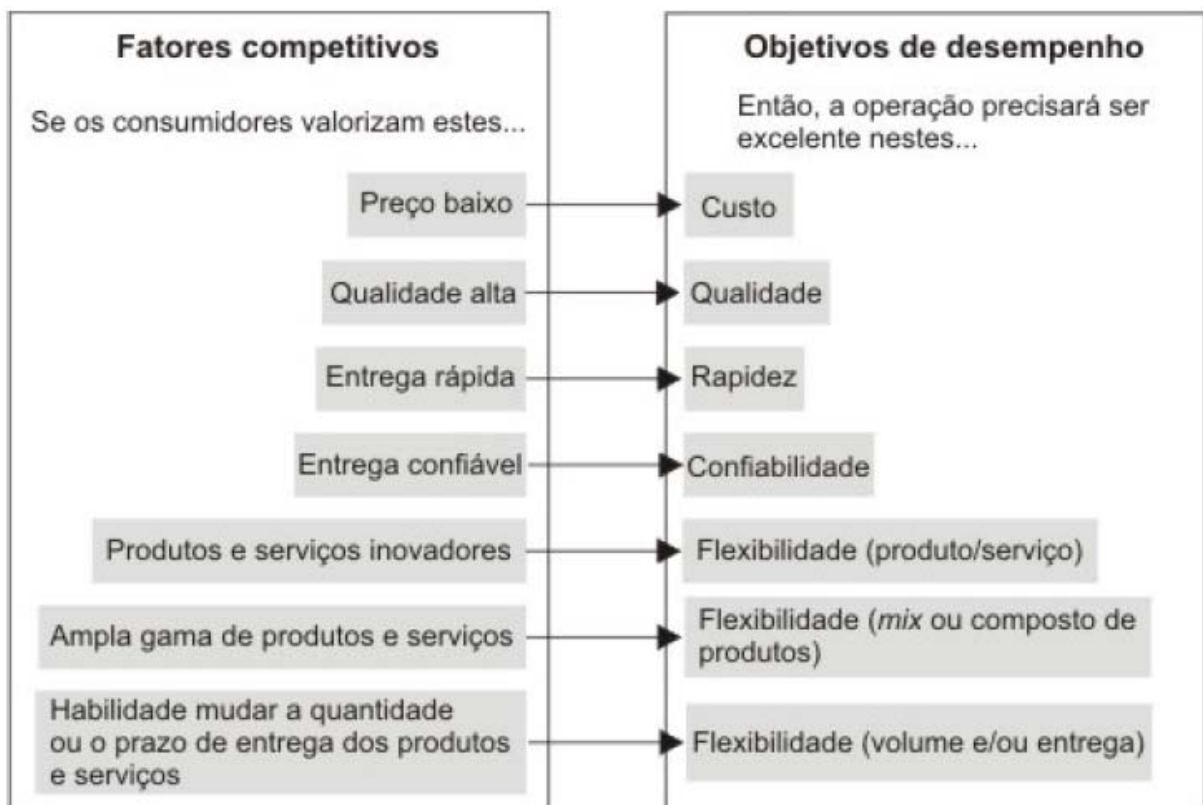 Fatores competitivos
Se os consumidores valorizam estes...
Preço baixo
Qualidade alta
Entrega rápida
Entrega confiável
Produtos e serviços inovadores
Ampla gama de produtos e serviços
Habilidade mudar a quantidade
ou o prazo de entrega dos produtos
e serviços
Objetivos de desempenho
Então, a operação precisará ser
excelente nestes...
Custo
Qualidade
Rapidez
Confiabilidade
Flexibilidade (produto/serviço)
Flexibilidade (mix ou composto de
produtos)
Flexibilidade (volume e/ou entrega)